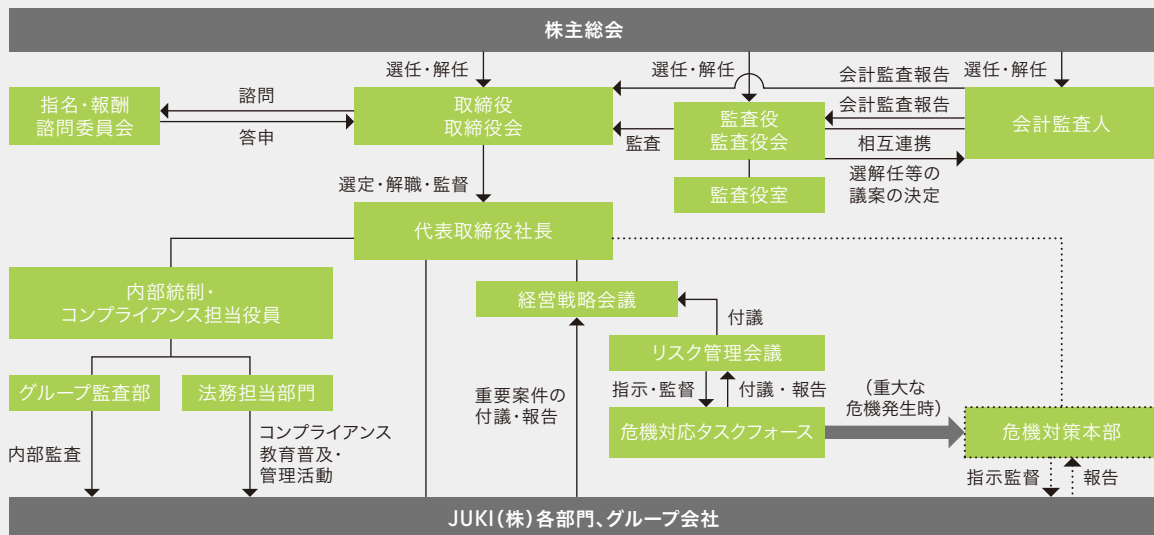 株主総会
選任・解任
選任・解任
会計監査報告
選任・解任
指名・報酬
諮問委員会
諮問
答申
取締役
取締役会
監査
監査役
監査役会
会計監査報告
相互連携
会計監査人
選解任等の
議案の決定
監査役室
選定・解職・監督
代表取締役社長
内部統制・
コンプライアンス担当役員
経営戦略会議
付議
リスク管理会議
グループ監査部
法務担当部門
重要案件の
付議・報告
指示・監督
付議・報告
(重大な
危機発生時)
危機対応タスクフォース
危機対策本部
内部監査
コンプライアンス
教育普及・
管理活動
指示監督
報告
JUKI(株)各部門、グループ会社